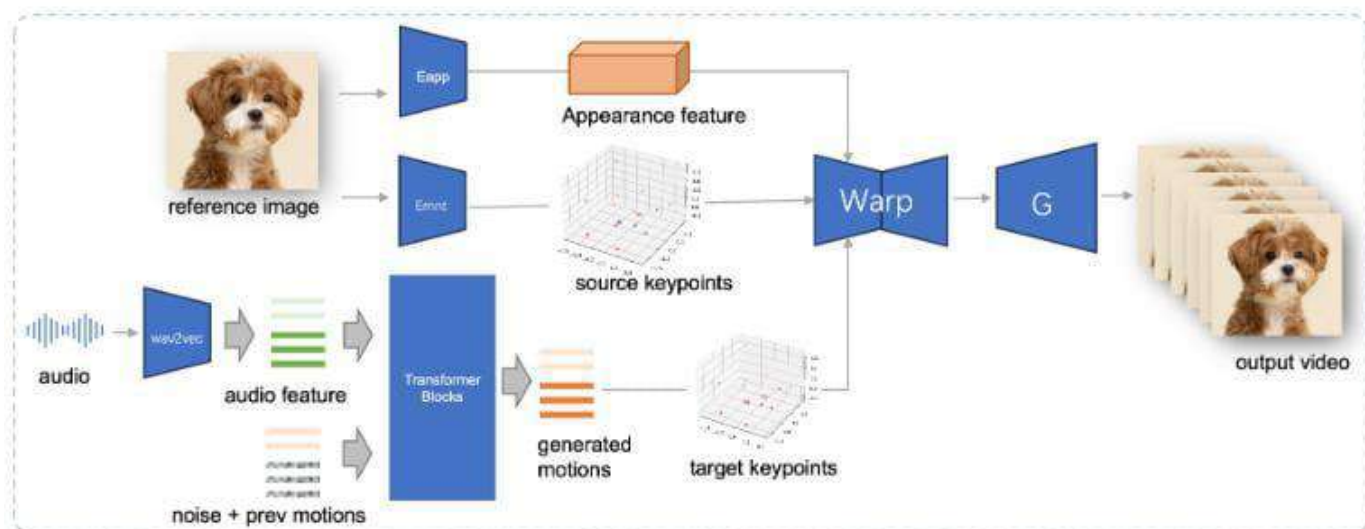 Eapp
Appearance feature
reference image
Emnt
source keypoints
Warp
G
output video
audio
wav2vec
audio feature
Transformer
Blocks
generated
motions
target keypoints
noise + prev motions